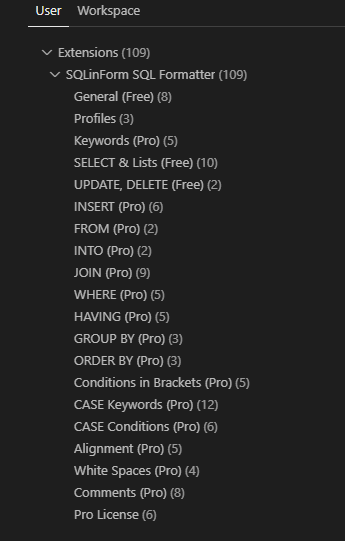 User Workspace
Extensions (109)
SQLinForm SQL Formatter (109)
General (Free) (8)
Profiles (3)
Keywords (Pro) (5)
SELECT & Lists (Free) (10)
UPDATE, DELETE (Free) (2)
INSERT (Pro) (6)
FROM (Pro) (2)
INTO (Pro) (2)
JOIN (Pro) (9)
WHERE (Pro) (5)
HAVING (Pro) (5)
GROUP BY (Pro) (3)
ORDER BY (Pro) (3)
Conditions in Brackets (Pro) (5)
CASE Keywords (Pro) (12)
CASE Conditions (Pro) (6)
Alignment (Pro) (5)
White Spaces (Pro) (4)
Comments (Pro) (8)
Pro License (6)